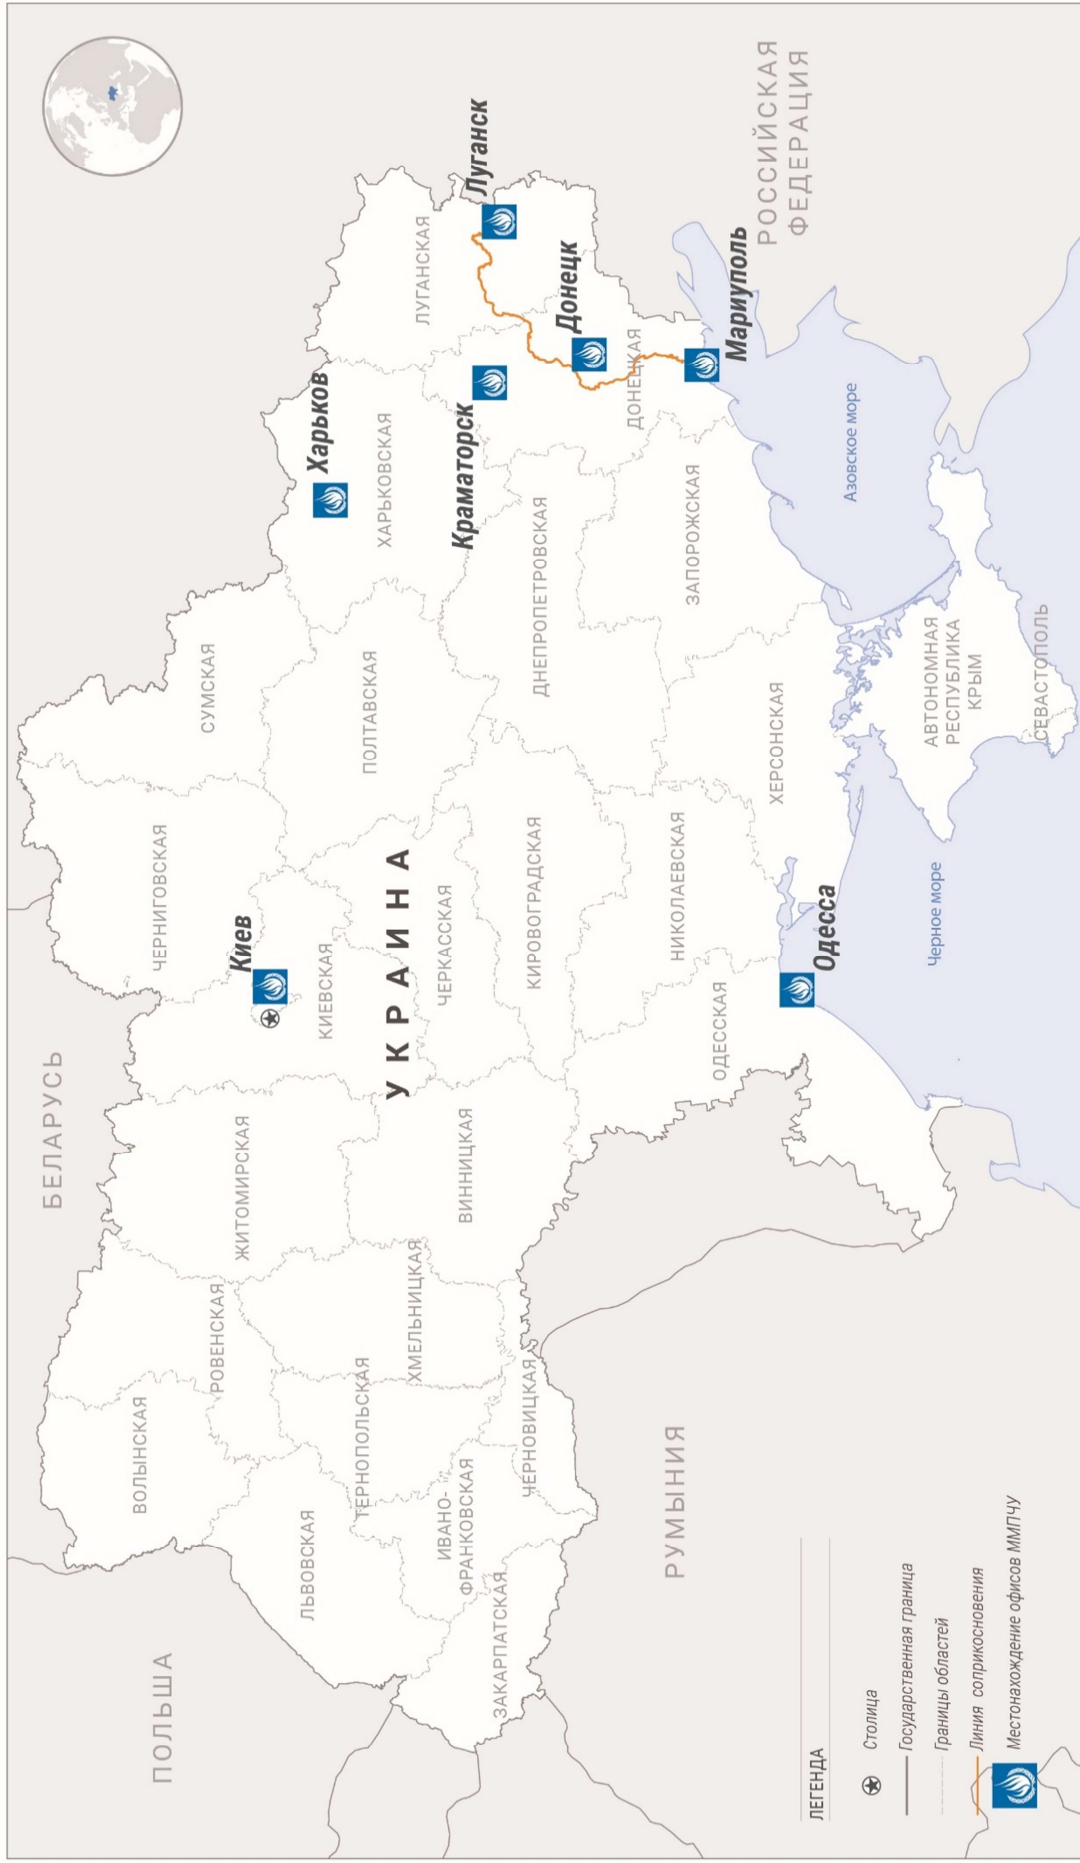 БЕЛАРУСЬ
ПОЛЬША
РУМЫНИЯ
РОССИЙСКАЯ
ФЕДЕРАЦИЯ
УКРАИНА
ВОЛЫНСКАЯ
РОВЕНСКАЯ
ЖИТОМИРСКАЯ
Киев
КИЕВСКАЯ
ЧЕРНИГОВСКАЯ
СУМСКАЯ
ЛЬВОВСКАЯ
ТЕРНОПОЛЬСКАЯ
ХМЕЛЬНИЦКАЯ
ВИННИЦКАЯ
ЧЕРКАССКАЯ
ПОЛТАВСКАЯ
Харьков
ХАРЬКОВСКАЯ
ЛУГАНСКАЯ
Луганск
ЗАКАРПАТСКАЯ
ИВАНО-
ФРАНКОВСКАЯ
ЧЕРНОВИЦКАЯ
КИРОВОГРАДСКАЯ
ДНЕПРОПЕТРОВСКАЯ
Краматорск
Донецк
ДОНЕЦКАЯ
Мариуполь
ОДЕССКАЯ
Одесса
НИКОЛАЕВСКАЯ
ХЕРСОНСКАЯ
ЗАПОРОЖСКАЯ
Азовское море
Черное море
АВТОНОМНАЯ
РЕСПУБЛИКА
КРЫМ
СЕВАСТОПОЛЬ
ЛЕГЕНДА
Столица
Государственная граница
Границы областей
Линия соприкосновения
Местонахождение офисов ММПЧУ